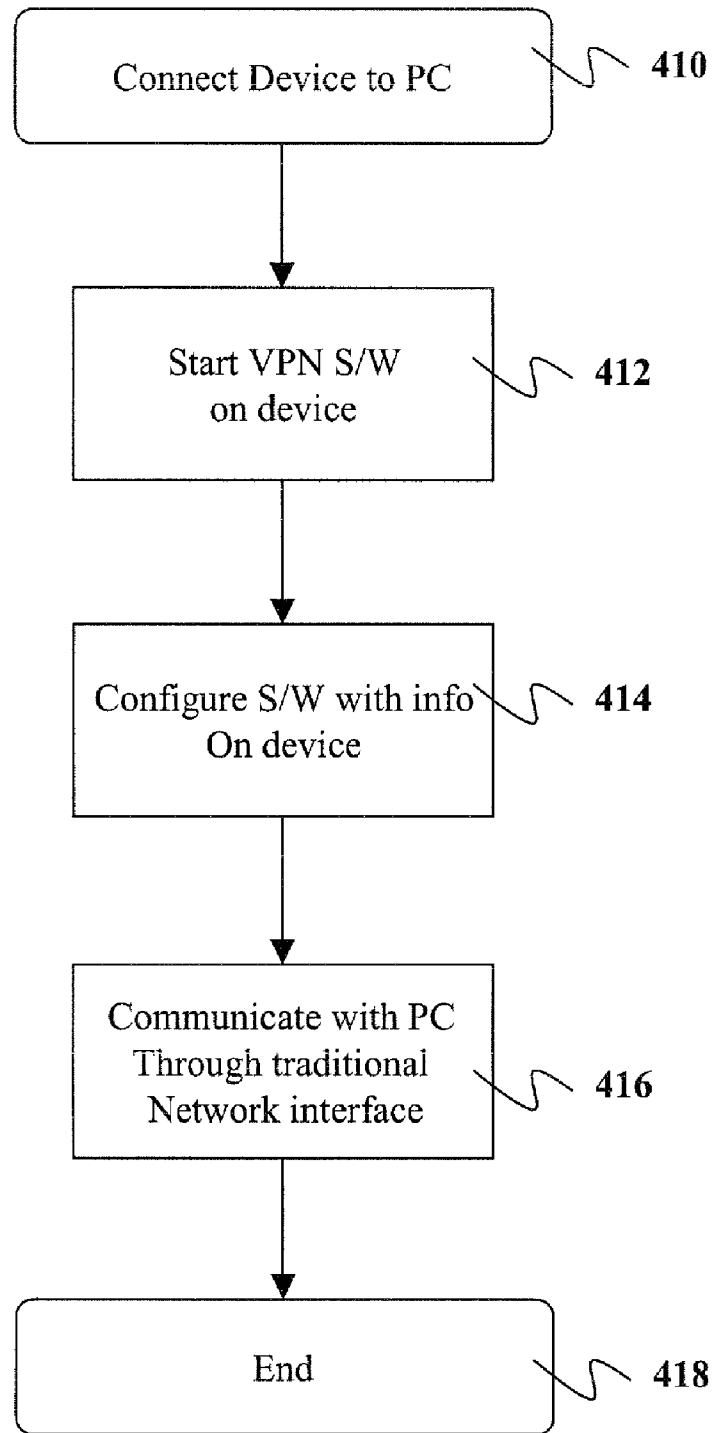 Connect Device to PC
410
Start VPN S/W
on device
412
Configure S/W with info
On device
414
Communicate with PC
Through traditional
Network interface
416
End
418